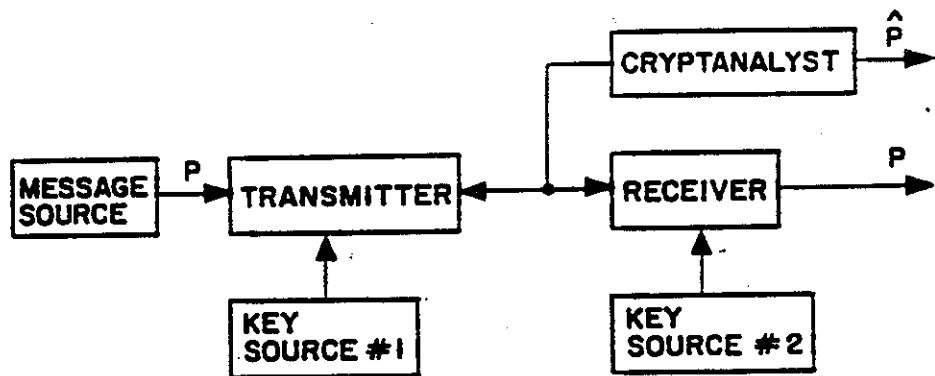 CRYPTANALYST
P̂
MESSAGE
SOURCE
P
TRANSMITTER
RECEIVER
P
KEY
SOURCE #1
KEY
SOURCE #2